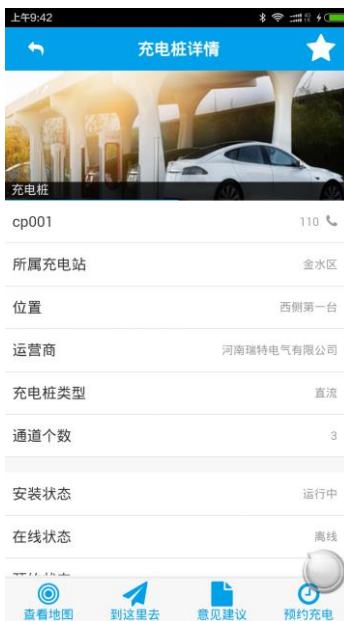 上午9:42
充电桩详情
充电桩
cp001 110
所属充电站 金水区
位置 西侧第一台
运营商 河南瑞特电气有限公司
充电桩类型 直流
通道个数 3
安装状态 运行中
在线状态 离线
查看地图 到这里去 意见建议 预约充电